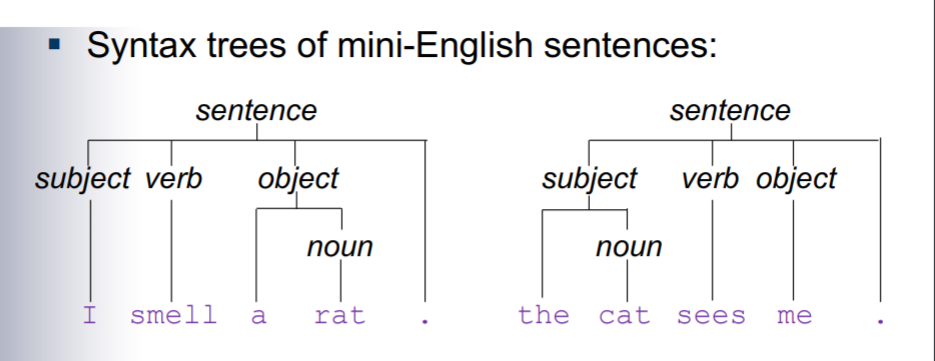 ▪ Syntax trees of mini-English sentences:
sentence sentence
subject verb object subject verb object
noun noun
I smell a rat . the cat sees me .